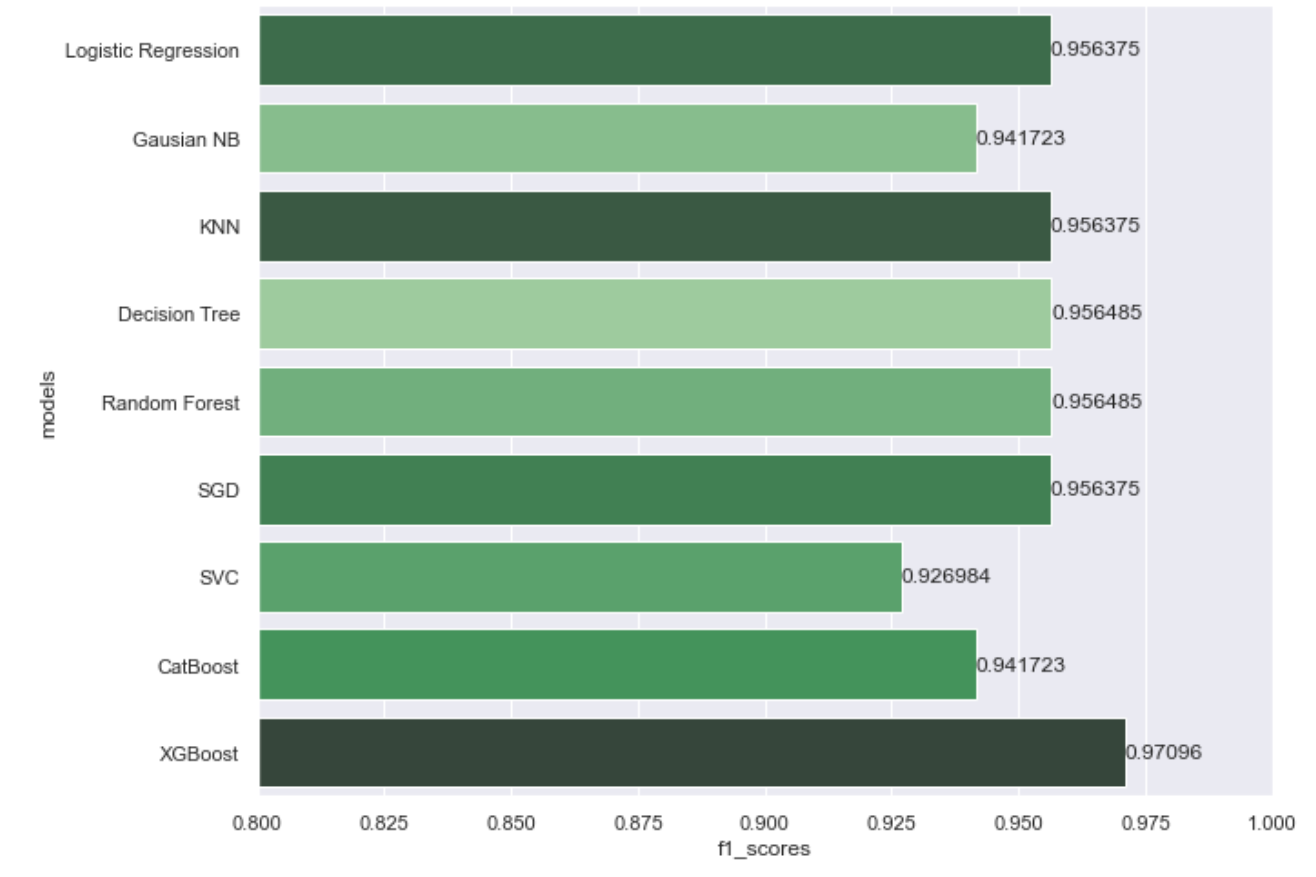 Logistic Regression 0.956375
Gausian NB 0.941723
KNN 0.956375
Decision Tree 0.956485
models
Random Forest 0.956485
SGD 0.956375
SVC 0.926984
CatBoost 0.941723
XGBoost 0.97096
0.800 0.825 0.850 0.875 0.900 0.925 0.950 0.975 1.000
f1_scores